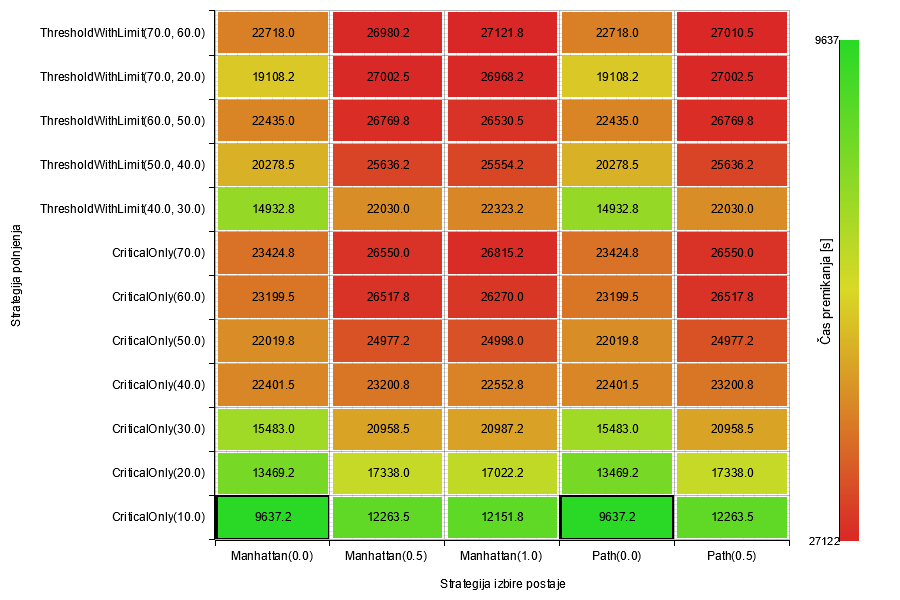 ThresholdWithLimit(70.0, 60.0) 22718.0 26980.2 27121.8 22718.0 27010.5
ThresholdWithLimit(70.0, 20.0) 19108.2 27002.5 26968.2 19108.2 27002.5
ThresholdWithLimit(60.0, 50.0) 22435.0 26769.8 26530.5 22435.0 26769.8
ThresholdWithLimit(50.0, 40.0) 20278.5 25636.2 25554.2 20278.5 25636.2
ThresholdWithLimit(40.0, 30.0) 14932.8 22030.0 22323.2 14932.8 22030.0
CriticalOnly(70.0) 23424.8 26550.0 26815.2 23424.8 26550.0
CriticalOnly(60.0) 23199.5 26517.8 26270.0 23199.5 26517.8
CriticalOnly(50.0) 22019.8 24977.2 24998.0 22019.8 24977.2
CriticalOnly(40.0) 22401.5 23200.8 22552.8 22401.5 23200.8
CriticalOnly(30.0) 15483.0 20958.5 20987.2 15483.0 20958.5
CriticalOnly(20.0) 13469.2 17338.0 17022.2 13469.2 17338.0
CriticalOnly(10.0) 9637.2 12263.5 12151.8 9637.2 12263.5
Manhattan(0.0) Manhattan(0.5) Manhattan(1.0) Path(0.0) Path(0.5)
Strategija izbire postaje
Strategija polnjenja
9637
Čas premikanja [s]
27122